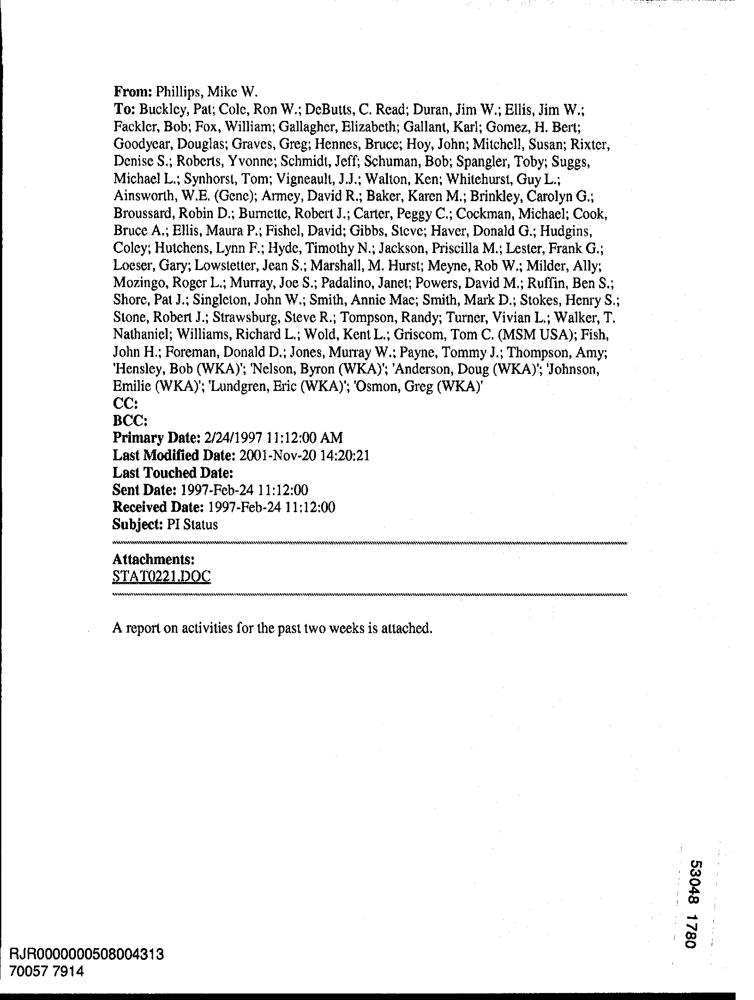 From: Phillips, Mike W.
To: Buckley, Pat; Cole, Ron W.; DeButts, C. Read; Duran, Jim W.; Ellis, Jim W.;
Fackler, Bob; Fox, William; Gallagher, Elizabeth; Gallant, Karl; Gomez, H. Bert;
Goodyear, Douglas; Graves, Greg; Hennes, Bruce; Hoy, John; Mitchell, Susan; Rixter,
Denise S.; Roberts, Yvonne; Schmidt, Jeff; Schuman, Bob; Spangler, Toby; Suggs,
Michael L.; Synhorst, Tom; Vigneault, J.J.; Walton, Ken; Whitehurst, Guy L.;
Ainsworth, W.E. (Gene); Armey, David R.; Baker, Karen M.; Brinkley, Carolyn G.;
Broussard, Robin D.; Burnette, Robert J.; Carter, Peggy C.; Cockman, Michael; Cook,
Bruce A.; Ellis, Maura P.; Fishel, David; Gibbs, Steve; Haver, Donald G.; Hudgins,
Coley; Hutchens, Lynn F.; Hyde, Timothy N.; Jackson, Priscilla M.; Lester, Frank G.;
Loeser, Gary; Lowstetter, Jean S.; Marshall, M. Hurst; Meyne, Rob W.; Milder, Ally;
Mozingo, Roger L.; Murray, Joe S.; Padalino, Janet; Powers, David M.; Ruffin, Ben S.;
Shore, Pat J.; Singleton, John W.; Smith, Annie Mae; Smith, Mark D.; Stokes, Henry S.;
Stone, Robert J.; Strawsburg, Steve R.; Tompson, Randy; Turner, Vivian L.; Walker, T.
Nathaniel; Williams, Richard L.; Wold, Kent L.; Griscom, Tom C. (MSM USA); Fish,
John H.; Foreman, Donald D.; Jones, Murray W.; Payne, Tommy J.; Thompson, Amy;
'Hensley, Bob (WKA)'; 'Nelson, Byron (WKA)'; 'Anderson, Doug (WKA)'; 'Johnson,
Emilie (WKA)'; 'Lundgren, Eric (WKA)'; 'Osmon, Greg (WKA)'
CC:
BCC:
Primary Date: 2/24/1997 11:12:00 AM
Last Modified Date: 2001-Nov-20 14:20:21
Last Touched Date:
Sent Date: 1997-Feb-24 11:12:00
Received Date: 1997-Feb-24 11:12:00
Subject: PI Status
Attachments:
STAT0221.DOC
A report on activities for the past two weeks is attached.
53048 1780
RJR0000000508004313
70057 7914